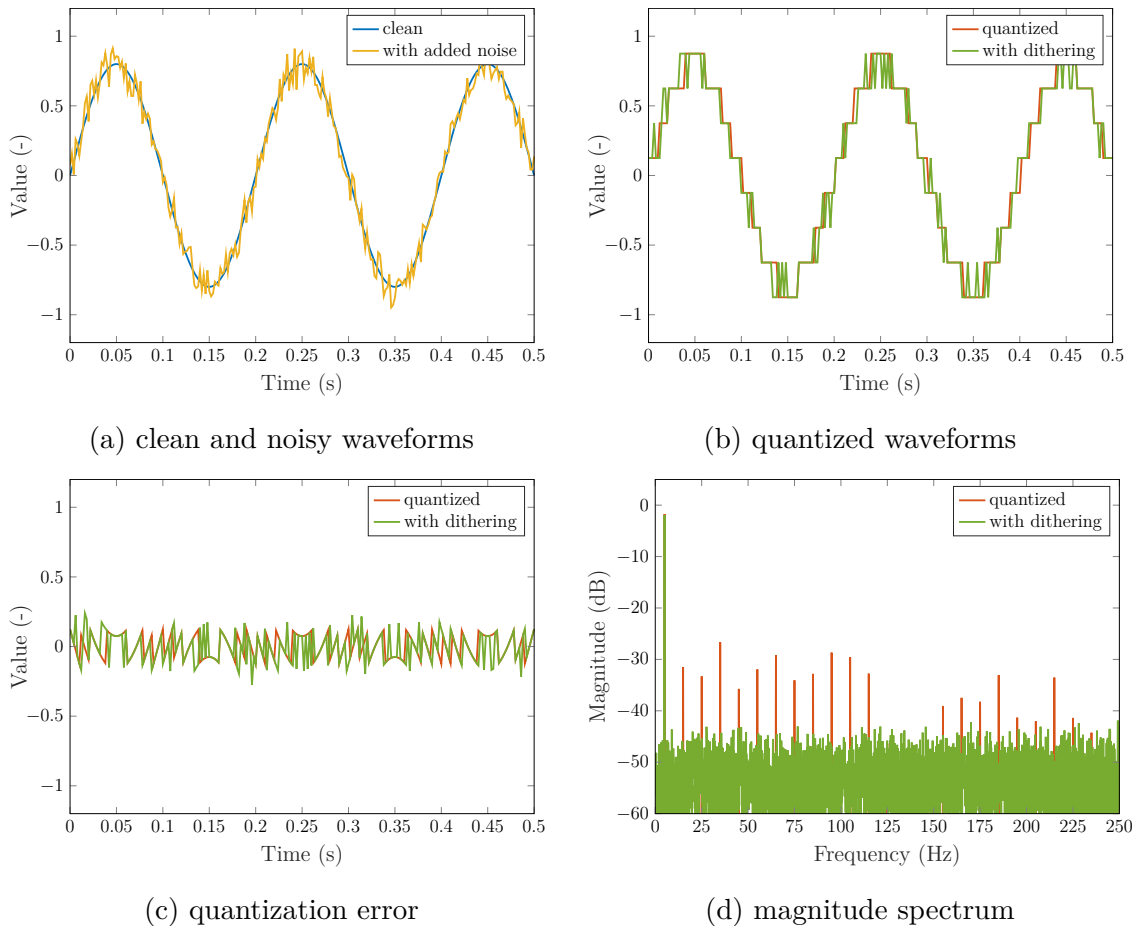 clean
with added noise
1
0.5
0
−0.5
−1
Value (-)
0 0.05 0.1 0.15 0.2 0.25 0.3 0.35 0.4 0.45 0.5
Time (s)
(a) clean and noisy waveforms
quantized
with dithering
1
0.5
0
−0.5
−1
Value (-)
0 0.05 0.1 0.15 0.2 0.25 0.3 0.35 0.4 0.45 0.5
Time (s)
(b) quantized waveforms
quantized
with dithering
1
0.5
0
−0.5
−1
Value (-)
0 0.05 0.1 0.15 0.2 0.25 0.3 0.35 0.4 0.45 0.5
Time (s)
(c) quantization error
quantized
with dithering
0
−10
−20
−30
−40
−50
−60
Magnitude (dB)
0 25 50 75 100 125 150 175 200 225 250
Frequency (Hz)
(d) magnitude spectrum